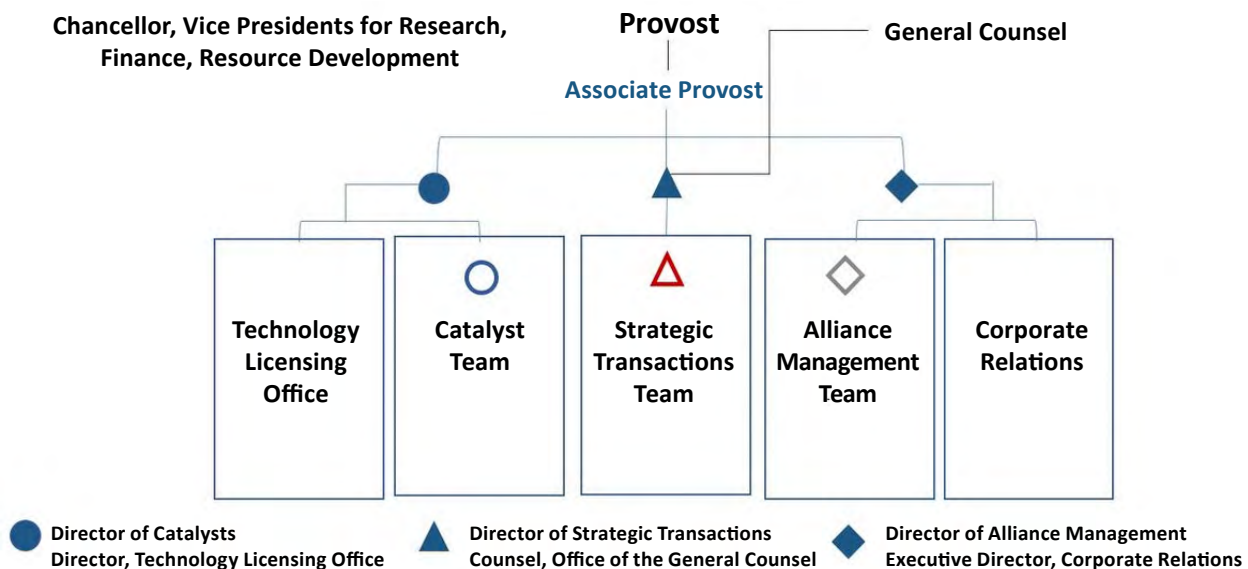 Chancellor, Vice Presidents for Research,
Finance, Resource Development
Provost
General Counsel
Associate Provost
Technology
Licensing
Office
Catalyst
Team
Strategic
Transactions
Team
Alliance
Management
Team
Corporate
Relations
Director of Catalysts
Director, Technology Licensing Office
Director of Strategic Transactions
Counsel, Office of the General Counsel
Director of Alliance Management
Executive Director, Corporate Relations